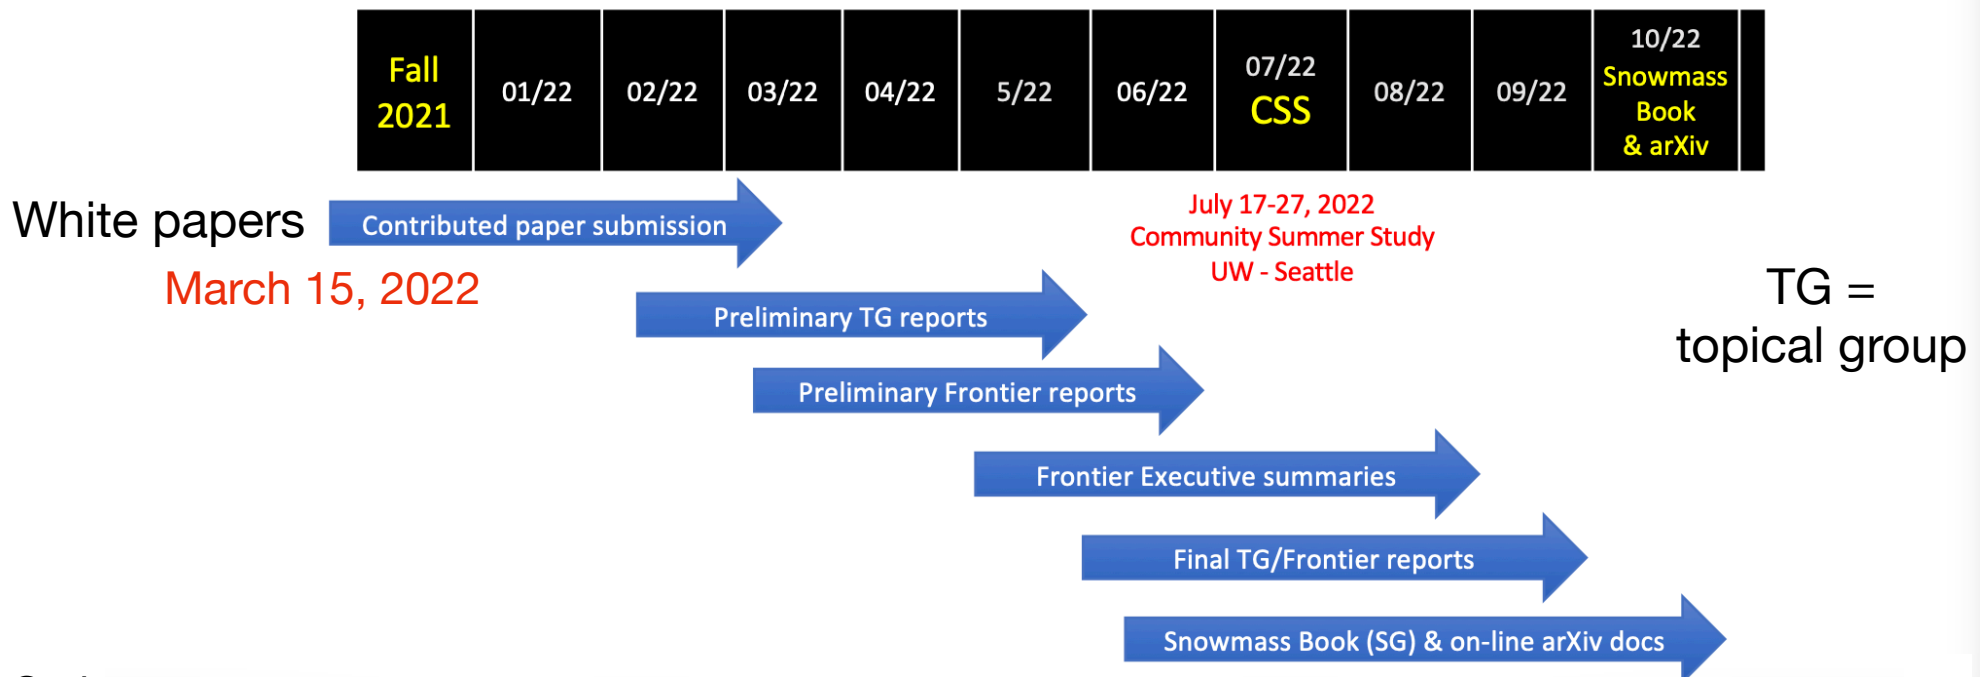 Fall
2021
01/22
02/22
03/22
04/22
5/22
06/22
07/22
CSS
08/22
09/22
10/22
Snowmass
Book
& arXiv
White papers
Contributed paper submission
March 15, 2022
July 17-27, 2022
Community Summer Study
UW - Seattle
TG =
topical group
Preliminary TG reports
Preliminary Frontier reports
Frontier Executive summaries
Final TG/Frontier reports
Snowmass Book (SG) & on-line arXiv docs